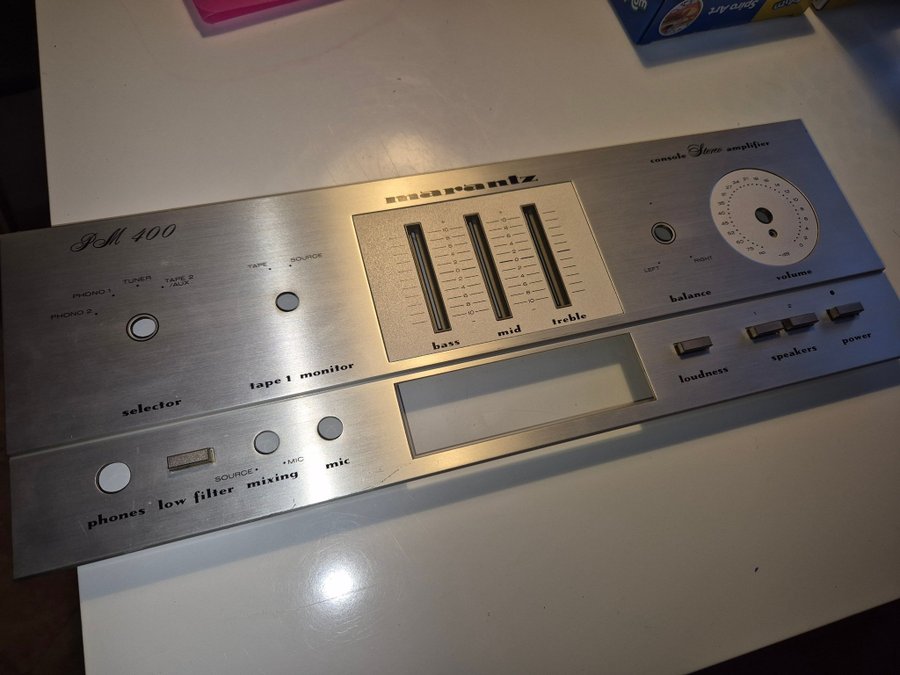 Spiro Art
console Stereo amplifier
marantz
PM 400
TAPE SOURCE
TUNER
PHONO 1 TAPE 2
/AUX
PHONO 2
LEFT RIGHT
balance
volume
bass mid treble
tape 1 monitor
selector
1 2
loudness speakers power
SOURCE MIC
phones low filter mixing mic